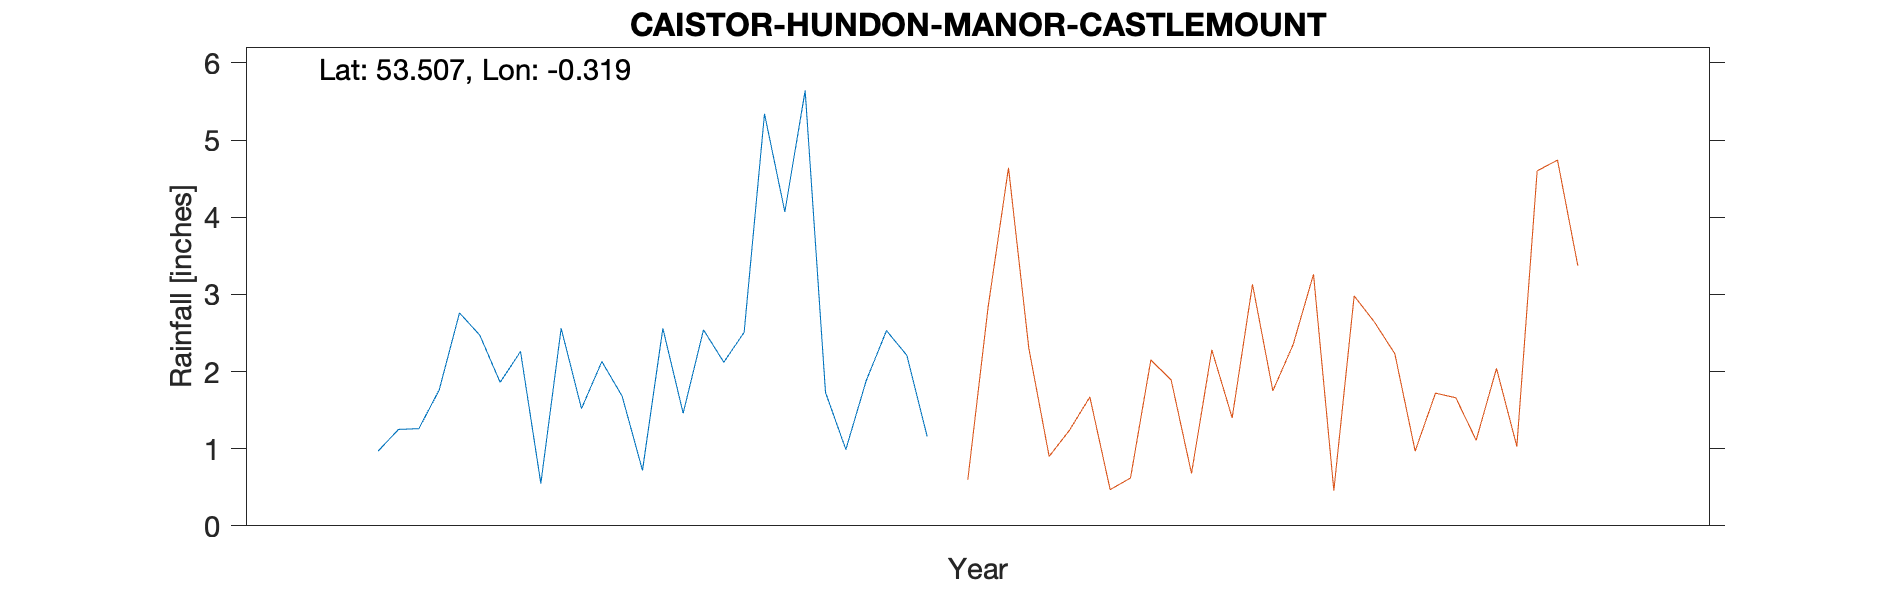 CAISTOR-HUNDON-MANOR-CASTLEMOUNT
Lat: 53.507, Lon: -0.319
Rainfall [inches]
6
5
4
3
2
1
0
Year